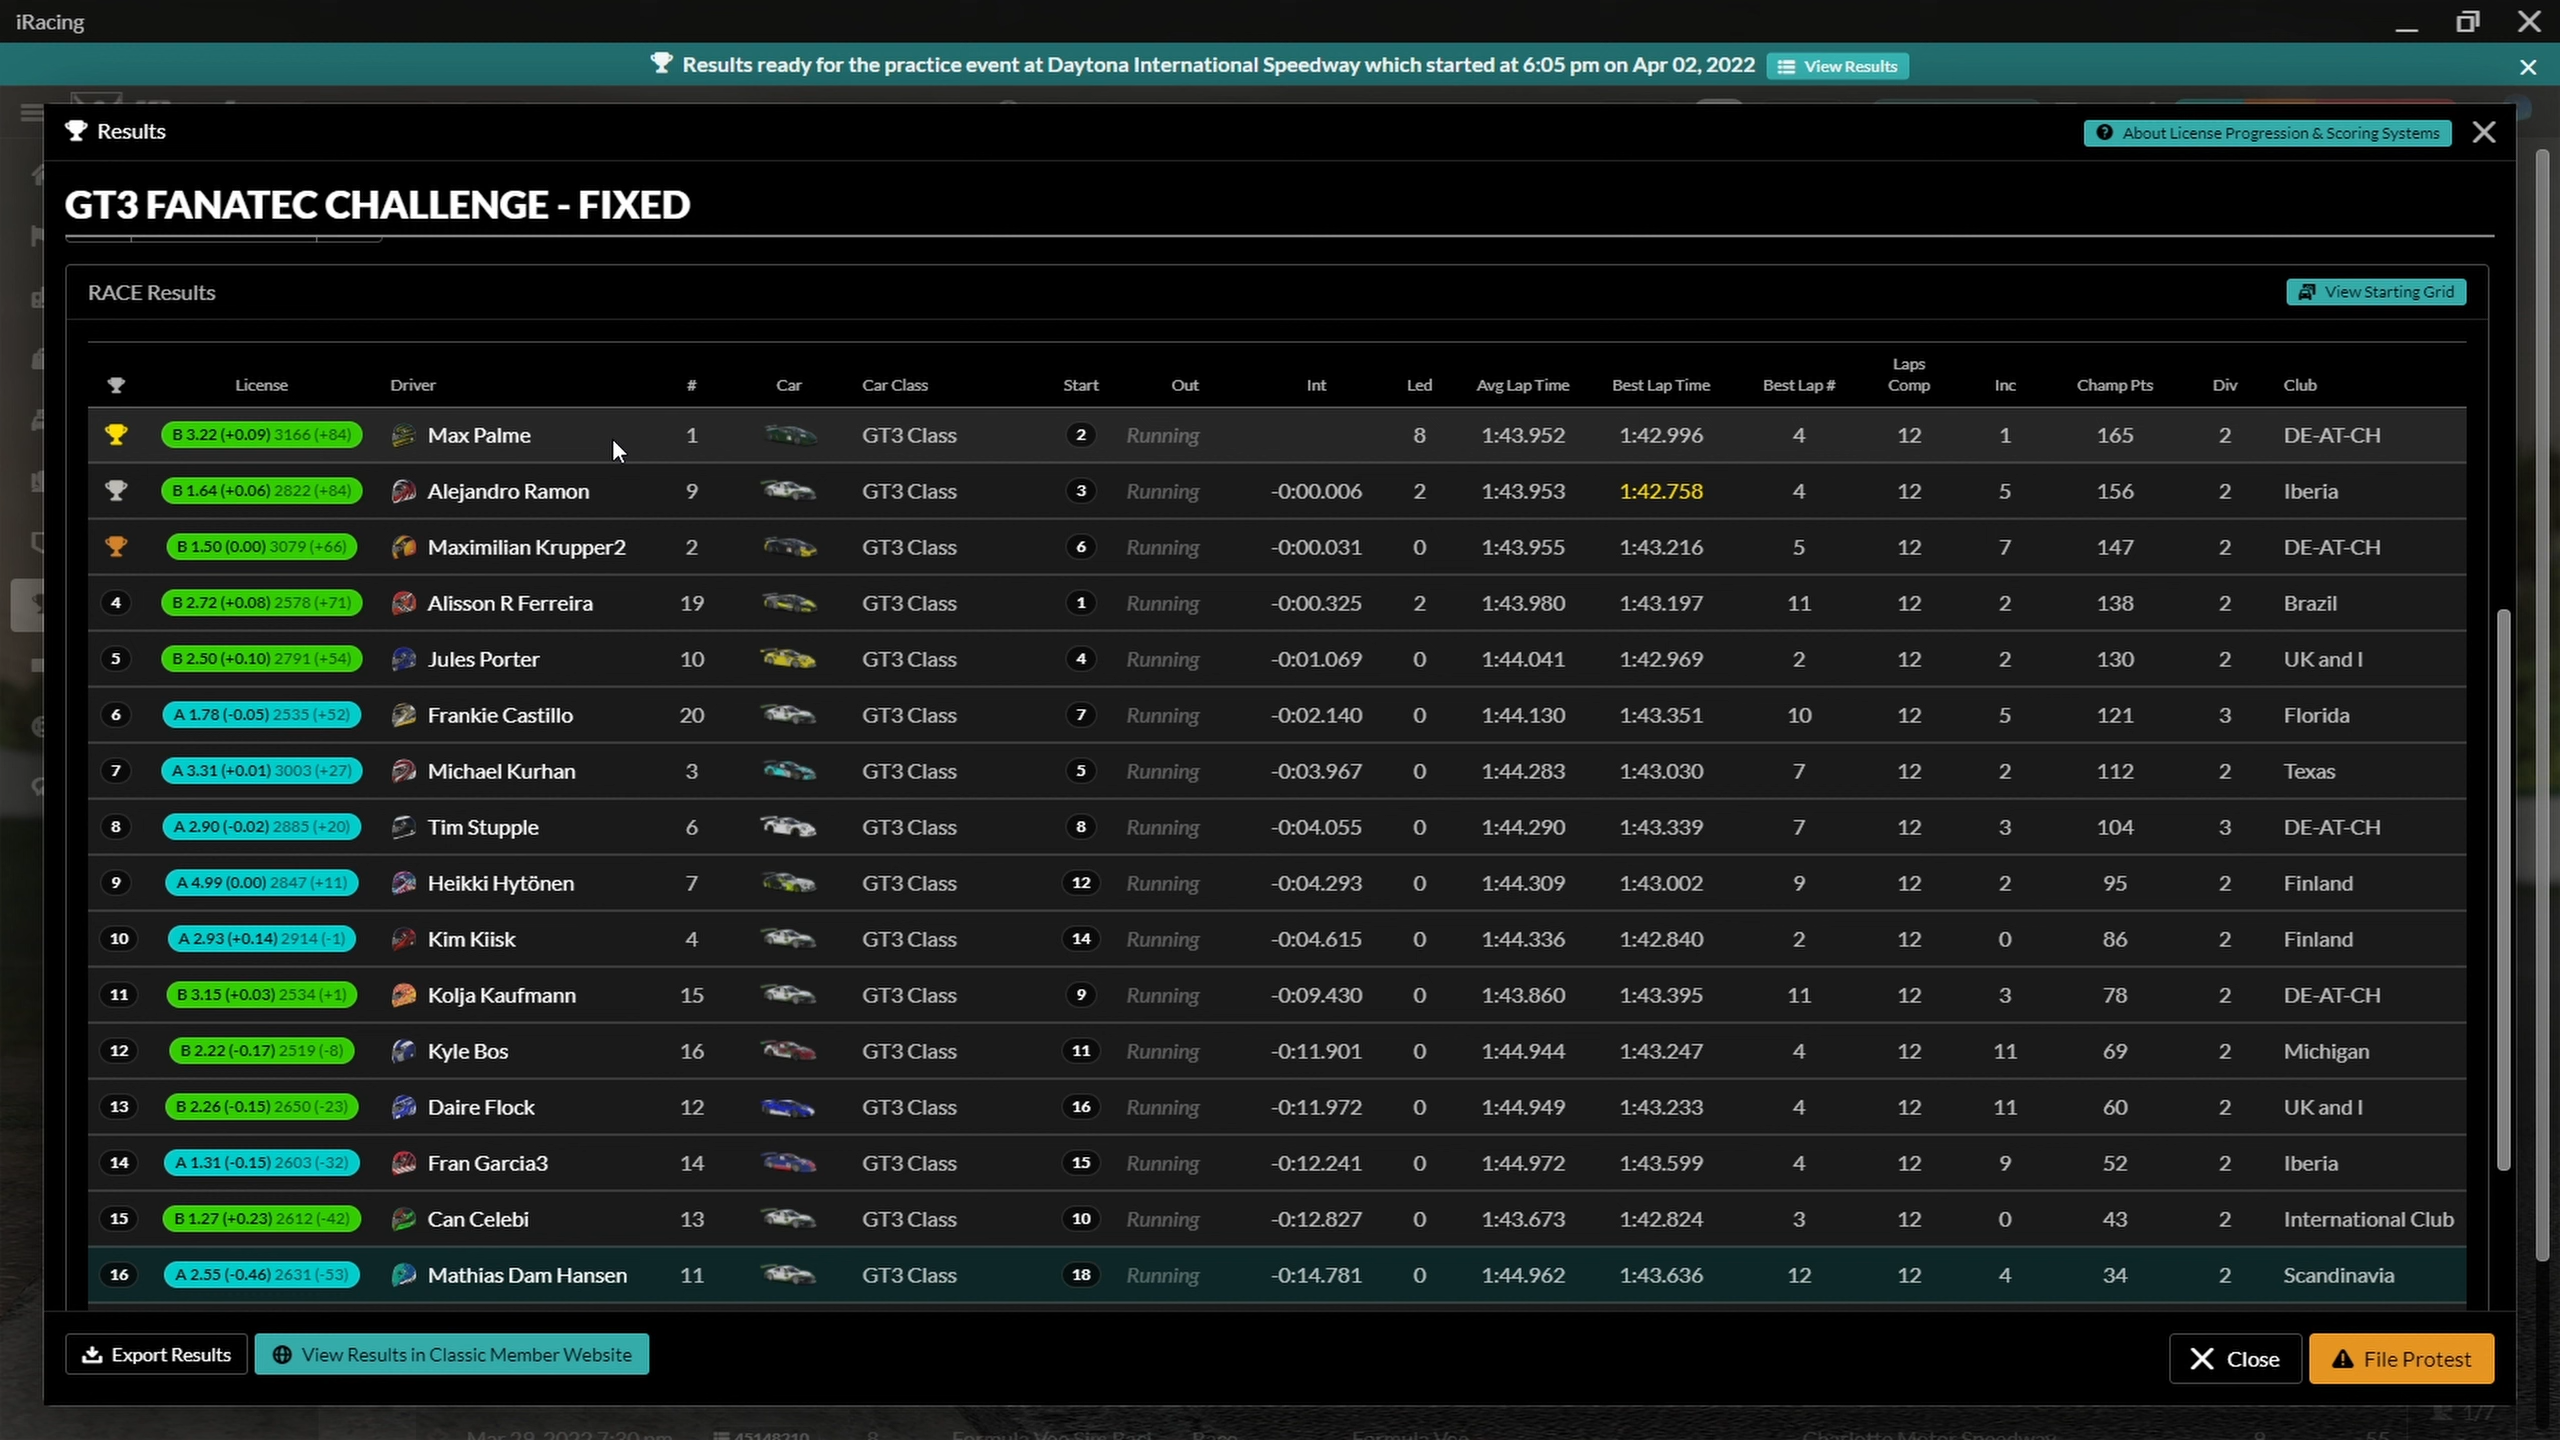 iRacing
Results ready for the practice event at Daytona International Speedway which started at 6:05 pm on Apr 02, 2022 View Results
Results About License Progression & Scoring Systems
GT3 FANATEC CHALLENGE - FIXED
RACE Results View Starting Grid
License Driver # Car Car Class Start Out Int Led Avg Lap Time Best Lap Time Best Lap # Laps Comp Inc Champ Pts Div Club
B 3.22 (+0.09) 3166 (+84) Max Palme 1 GT3 Class 2 Running 8 1:43.952 1:42.996 4 12 1 165 2 DE-AT-CH
B 1.64 (+0.06) 2822 (+84) Alejandro Ramon 9 GT3 Class 3 Running -0:00.006 2 1:43.953 1:42.758 4 12 5 156 2 Iberia
B 1.50 (0.00) 3079 (+66) Maximilian Krupper2 2 GT3 Class 6 Running -0:00.031 0 1:43.955 1:43.216 5 12 7 147 2 DE-AT-CH
4 B 2.72 (+0.08) 2578 (+71) Alisson R Ferreira 19 GT3 Class 1 Running -0:00.325 2 1:43.980 1:43.197 11 12 2 138 2 Brazil
5 B 2.50 (+0.10) 2791 (+54) Jules Porter 10 GT3 Class 4 Running -0:01.069 0 1:44.041 1:42.969 2 12 2 130 2 UK and I
6 A 1.78 (-0.05) 2535 (+52) Frankie Castillo 20 GT3 Class 7 Running -0:02.140 0 1:44.130 1:43.351 10 12 5 121 3 Florida
7 A 3.31 (+0.01) 3003 (+27) Michael Kurhan 3 GT3 Class 5 Running -0:03.967 0 1:44.283 1:43.030 7 12 2 112 2 Texas
8 A 2.90 (-0.02) 2885 (+20) Tim Stupple 6 GT3 Class 8 Running -0:04.055 0 1:44.290 1:43.339 7 12 3 104 3 DE-AT-CH
9 A 4.99 (0.00) 2847 (+11) Heikki Hytönen 7 GT3 Class 12 Running -0:04.293 0 1:44.309 1:43.002 9 12 2 95 2 Finland
10 A 2.93 (+0.14) 2914 (-1) Kim Kiisk 4 GT3 Class 14 Running -0:04.615 0 1:44.336 1:42.840 2 12 0 86 2 Finland
11 B 3.15 (+0.03) 2534 (+1) Kolja Kaufmann 15 GT3 Class 9 Running -0:09.430 0 1:43.860 1:43.395 11 12 3 78 2 DE-AT-CH
12 B 2.22 (-0.17) 2519 (-8) Kyle Bos 16 GT3 Class 11 Running -0:11.901 0 1:44.944 1:43.247 4 12 11 69 2 Michigan
13 B 2.26 (-0.15) 2650 (-23) Daire Flock 12 GT3 Class 16 Running -0:11.972 0 1:44.949 1:43.233 4 12 11 60 2 UK and I
14 A 1.31 (-0.15) 2603 (-32) Fran Garcia3 14 GT3 Class 15 Running -0:12.241 0 1:44.972 1:43.599 4 12 9 52 2 Iberia
15 B 1.27 (+0.23) 2612 (-42) Can Celebi 13 GT3 Class 10 Running -0:12.827 0 1:43.673 1:42.824 3 12 0 43 2 International Club
16 A 2.55 (-0.46) 2631 (-53) Mathias Dam Hansen 11 GT3 Class 18 Running -0:14.781 0 1:44.962 1:43.636 12 12 4 34 2 Scandinavia
Export Results View Results in Classic Member Website Close File Protest
1/7